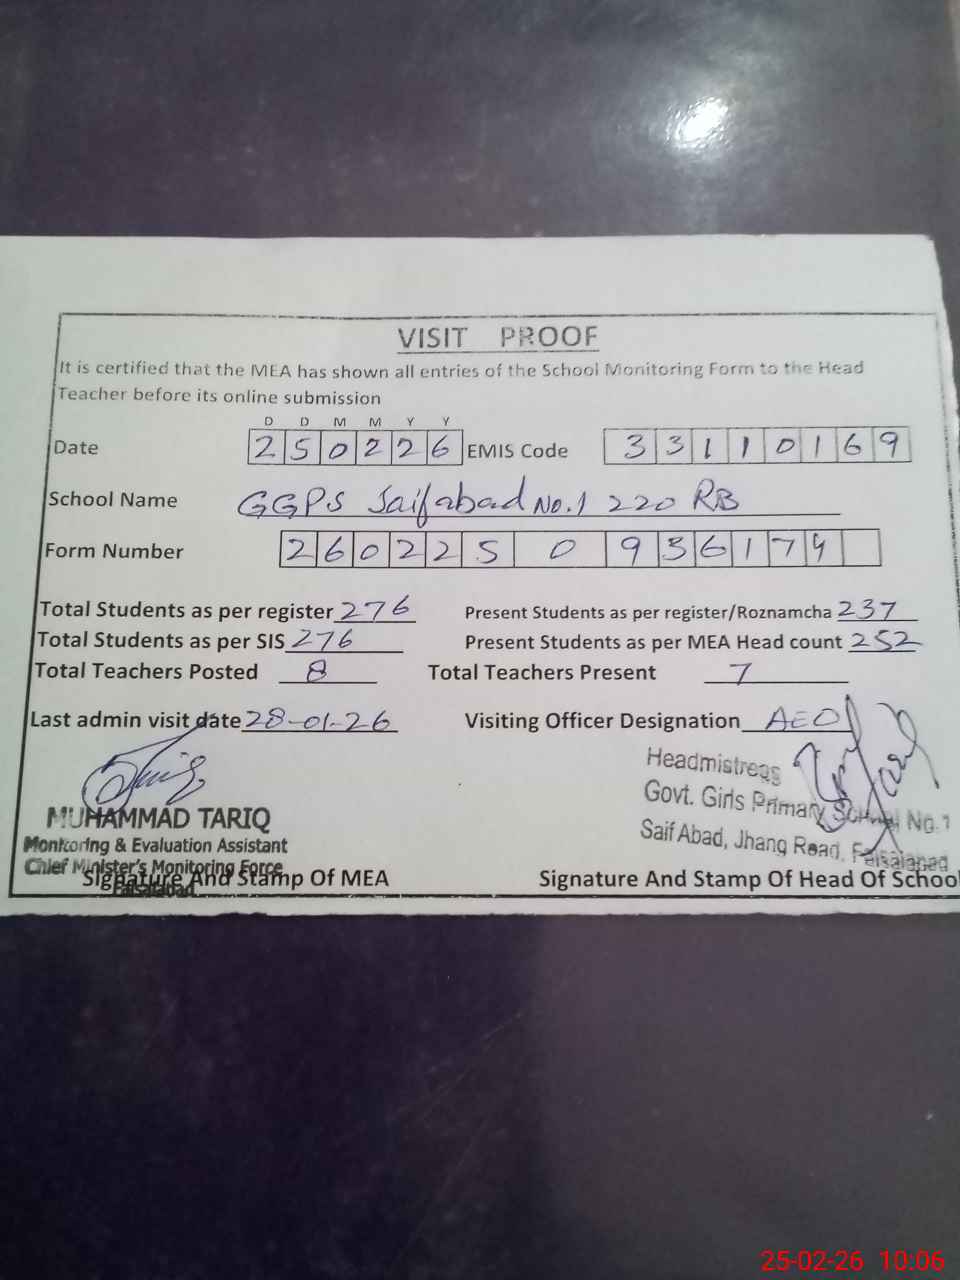 VISIT PROOF
It is certified that the MEA has shown all entries of the School Monitoring Form to the Head
Teacher before its online submission
D D M M Y Y
Date 2 5 0 2 2 6 EMIS Code 3 3 1 1 0 1 6 9
School Name GGPS Saifabad No.1 220 RB
Form Number 2 6 0 2 2 5 0 9 3 6 1 7 4
Total Students as per register 276 Present Students as per register/Roznamcha 237
Total Students as per SIS 276 Present Students as per MEA Head count 252
Total Teachers Posted 8 Total Teachers Present 7
Last admin visit date 28-01-26 Visiting Officer Designation AEO
Headmistress
Govt. Girls Primary School No.1
Saif Abad, Jhang Road, Faisalabad
MUHAMMAD TARIQ
Monitoring & Evaluation Assistant
Chief Minister's Monitoring Force
Faisalabad
Signature And Stamp Of MEA Signature And Stamp Of Head Of School
25-02-26 10:06